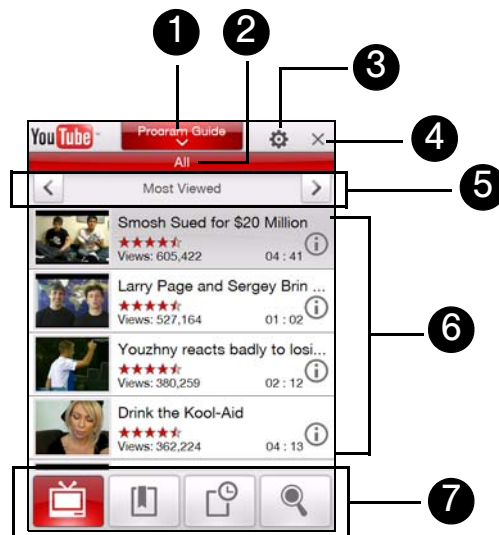 1
2
3
4
5
6
7
YouTube™
Program Guide
All
Most Viewed
Smosh Sued for $20 Million
Views: 605,422 04 : 41
Larry Page and Sergey Brin ...
Views: 527,164 01 : 02
Youzhny reacts badly to losi...
Views: 380,259 02 : 12
Drink the Kool-Aid
Views: 362,224 04 : 13